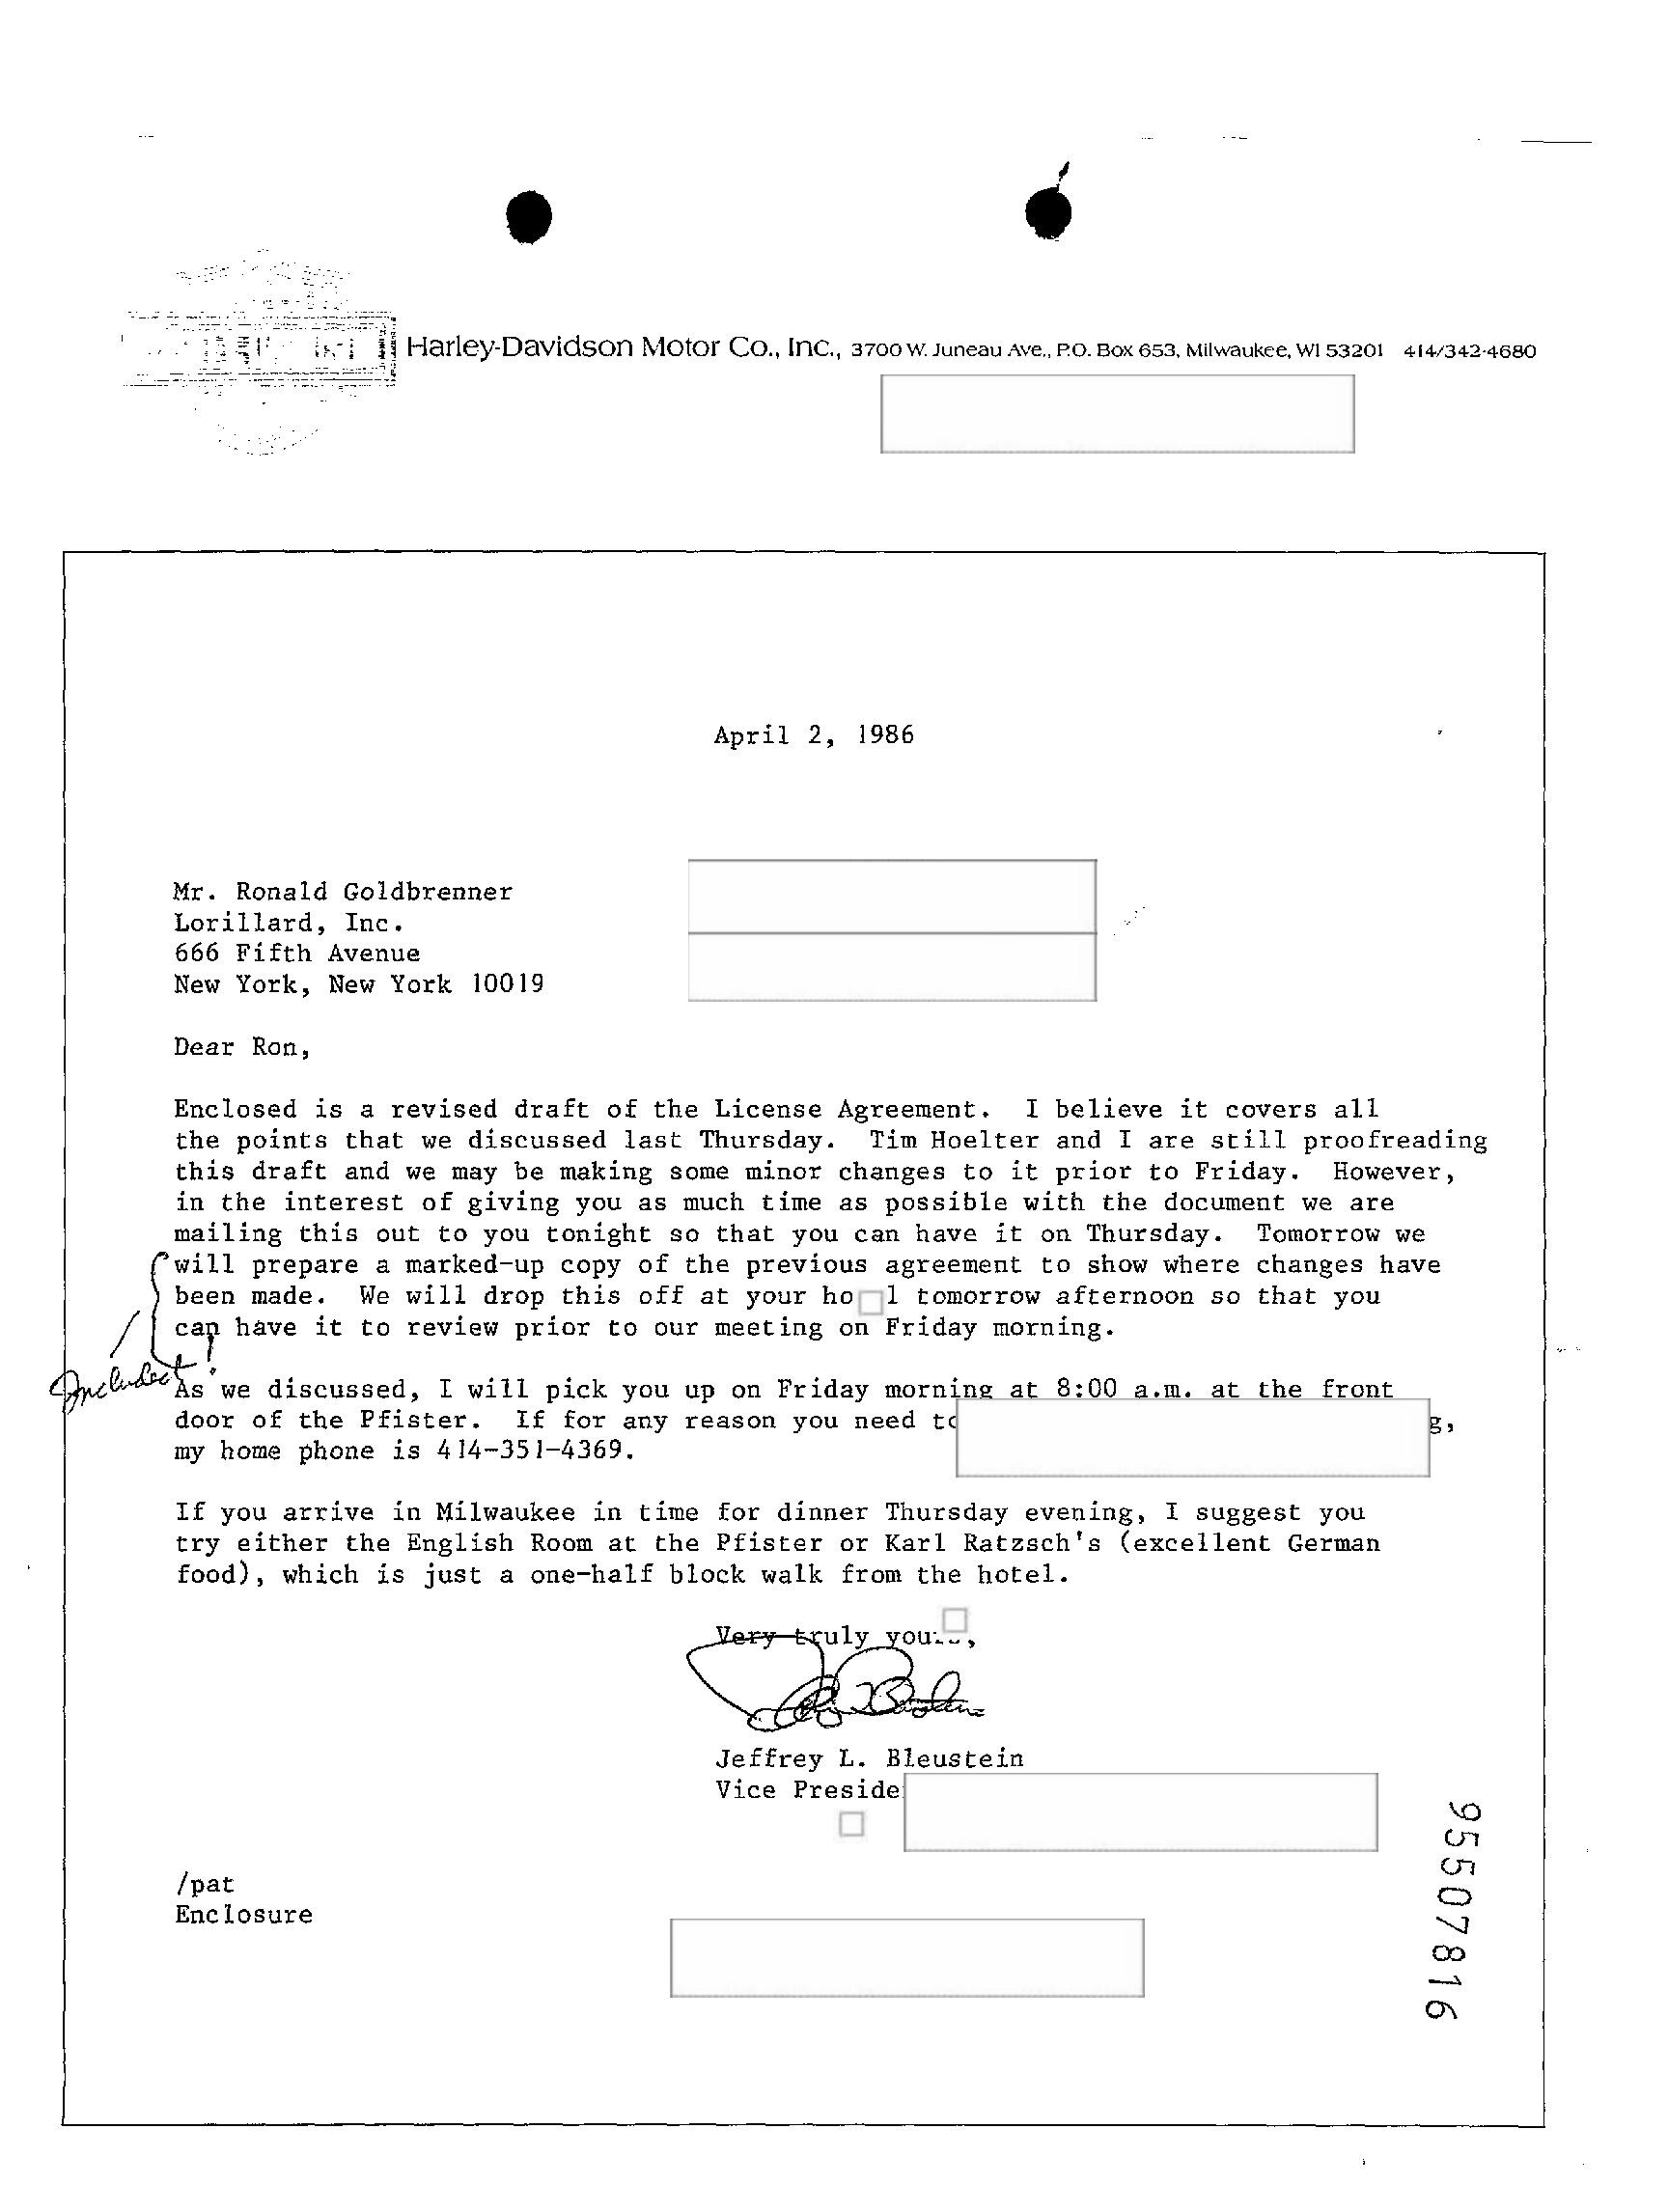 Harley-Davidson Motor Co., Inc., 3700 W. Juneau Ave., P.O. Box 653, Milwaukee, WI 53201 414/342-4680
April 2, 1986
Mr. Ronald Goldbrenner
Lorillard, Inc.
666 Fifth Avenue
New York, New York 10019
Dear Ron,
Enclosed is a revised draft of the License Agreement. I believe it covers all
the points that we discussed last Thursday. Tim Hoelter and I are still proofreading
this draft and we may be making some minor changes to it prior to Friday. However,
in the interest of giving you as much time as possible with the document we are
mailing this out to you tonight so that you can have it on Thursday. Tomorrow we
will prepare a marked-up copy of the previous agreement to show where changes have
been made. We will drop this off at your tomorrow afternoon so that you
can have it to review prior to our meeting on Friday morning.
Included!
As we discussed, I will pick you up on Friday morning at 8:00 a.m. at the front
door of the Pfister. If for any reason you need
my home phone is 414-351-4369.
If you arrive in Milwaukee in time for dinner Thursday evening, I suggest you
try either the English Room at the Pfister or Karl Ratzsch's (excellent German
food), which is just a one-half block walk from the hotel.
Very truly
Jeffrey L. Bleustein
Vice
/pat
Enclosure
95507816